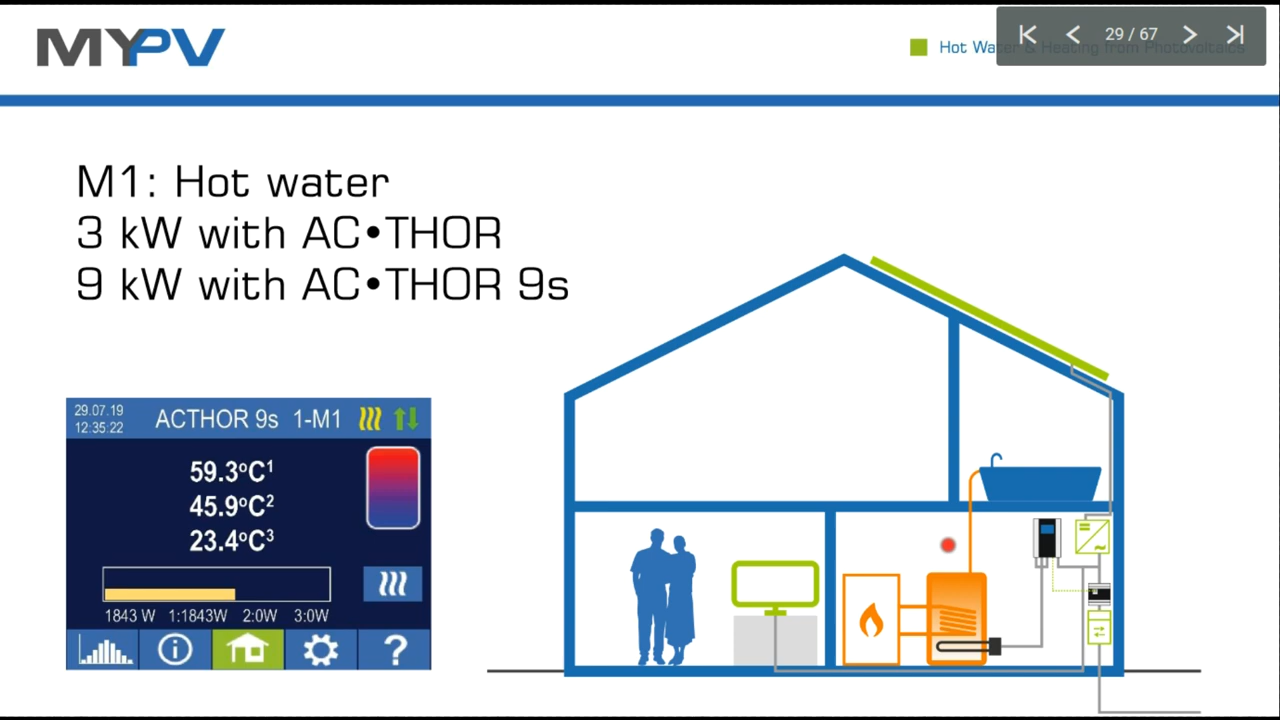 MYPV
Hot Water & Heating from Photovoltaics
29 / 67
M1: Hot water
3 kW with AC•THOR
9 kW with AC•THOR 9s
29.07.19
12:35:22
ACTHOR 9s 1-M1
59.3°C¹
45.9°C²
23.4°C³
1843 W 1:1843W 2:0W 3:0W
i
?